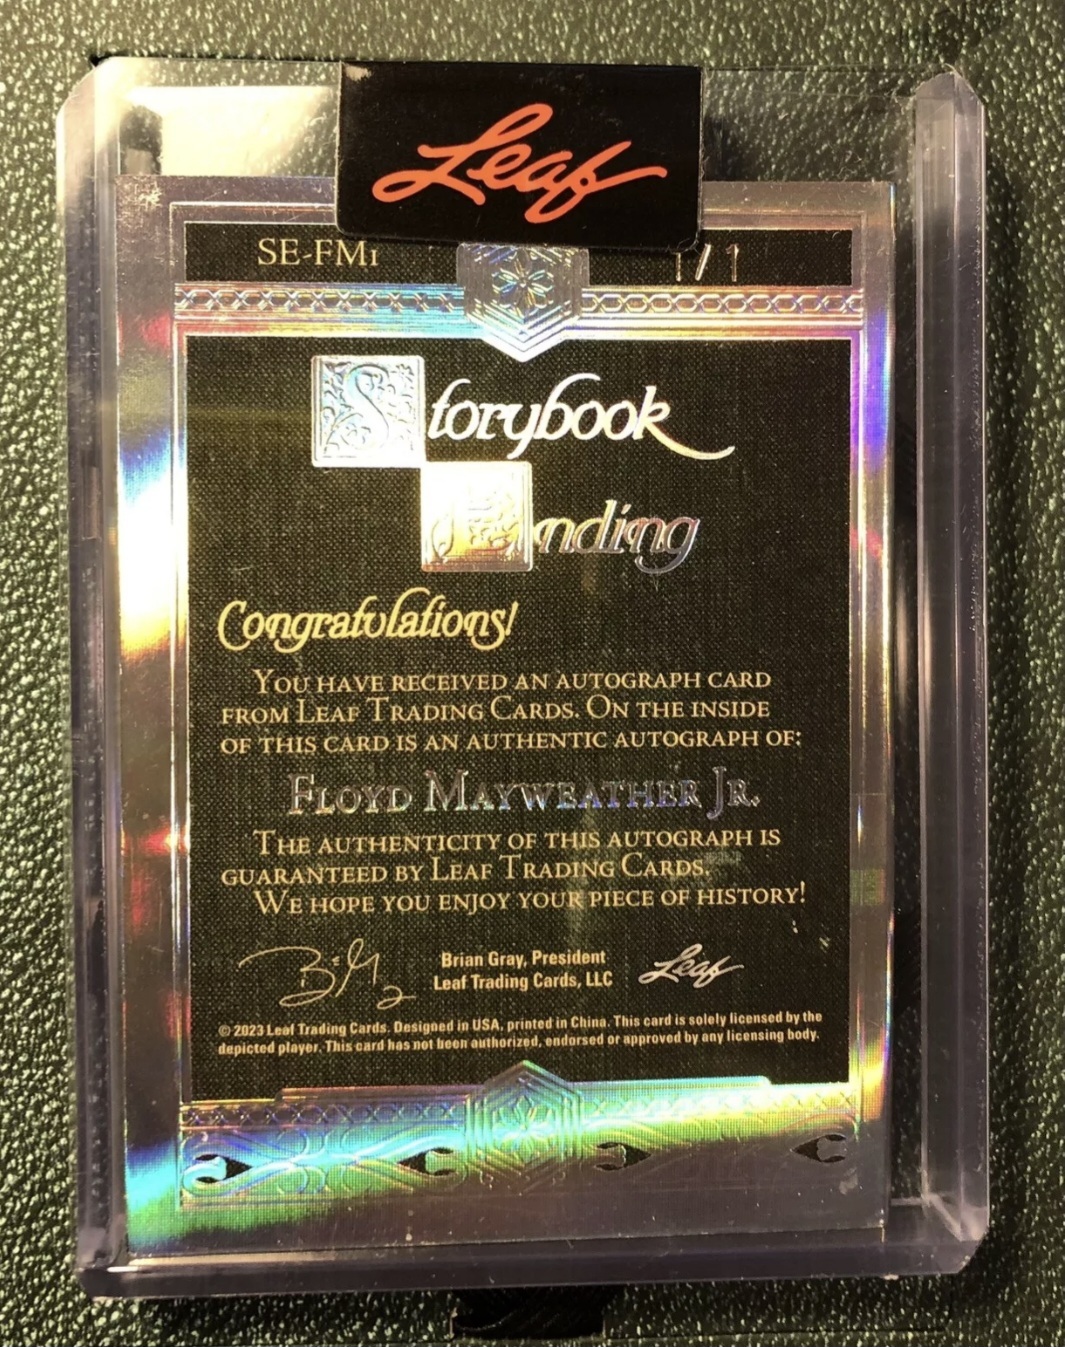 Leaf
SE-FM1 1/1
Storybook
Ending
Congratulations!
YOU HAVE RECEIVED AN AUTOGRAPH CARD
FROM LEAF TRADING CARDS. ON THE INSIDE
OF THIS CARD IS AN AUTHENTIC AUTOGRAPH OF:
FLOYD MAYWEATHER JR.
THE AUTHENTICITY OF THIS AUTOGRAPH IS
GUARANTEED BY LEAF TRADING CARDS.
WE HOPE YOU ENJOY YOUR PIECE OF HISTORY!
Brian Gray, President
Leaf Trading Cards, LLC
Leaf
© 2023 Leaf Trading Cards. Designed in USA, printed in China. This card is solely licensed by the
depicted player. This card has not been authorized, endorsed or approved by any licensing body.